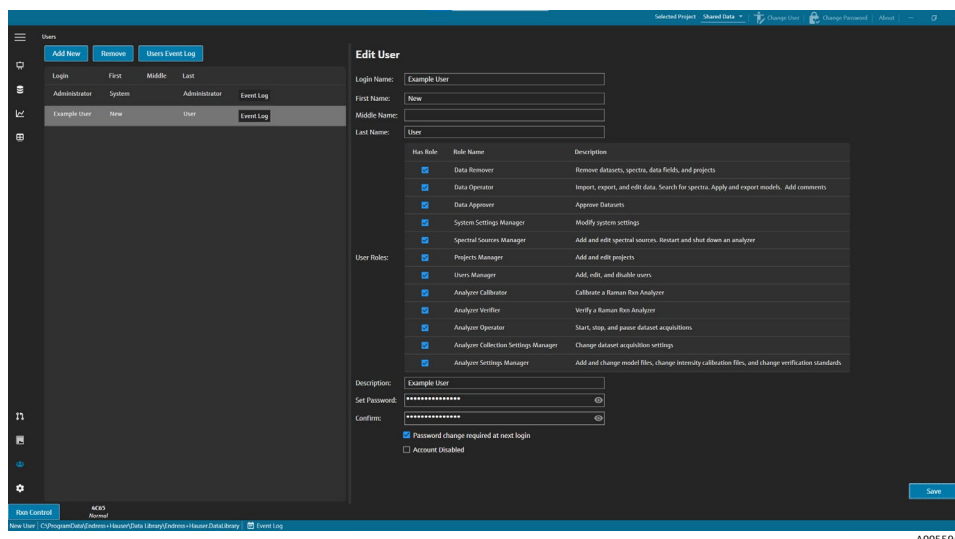 Selected Project Shared Data Change User Change Password About
Users
Add New Remove Users Event Log
Login First Middle Last
Administrator System Administrator Event Log
Example User New User Event Log
Edit User
Login Name: Example User
First Name: New
Middle Name:
Last Name: User
User Roles:
Has Role Role Name Description
Data Remover Remove datasets, spectra, data fields, and projects
Data Operator Import, export, and edit data. Search for spectra. Apply and export models. Add comments
Data Approver Approve Datasets
System Settings Manager Modify system settings
Spectral Sources Manager Add and edit spectral sources. Restart and shut down an analyzer
Projects Manager Add and edit projects
Users Manager Add, edit, and disable users
Analyzer Calibrator Calibrate a Raman Rxn Analyzer
Analyzer Verifier Verify a Raman Rxn Analyzer
Analyzer Operator Start, stop, and pause dataset acquisitions
Analyzer Collection Settings Manager Change dataset acquisition settings
Analyzer Settings Manager Add and change model files, change intensity calibration files, and change verification standards
Description: Example User
Set Password: •••••••••••••••
Confirm: •••••••••••••••
Password change required at next login
Account Disabled
Save
Rxn Control
4C65
Normal
New User C:\ProgramData\Endress+Hauser\Data Library\Endress+Hauser.DataLibrary Event Log